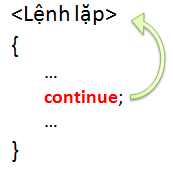 <Lệnh lặp>
{
...
continue;
...
}